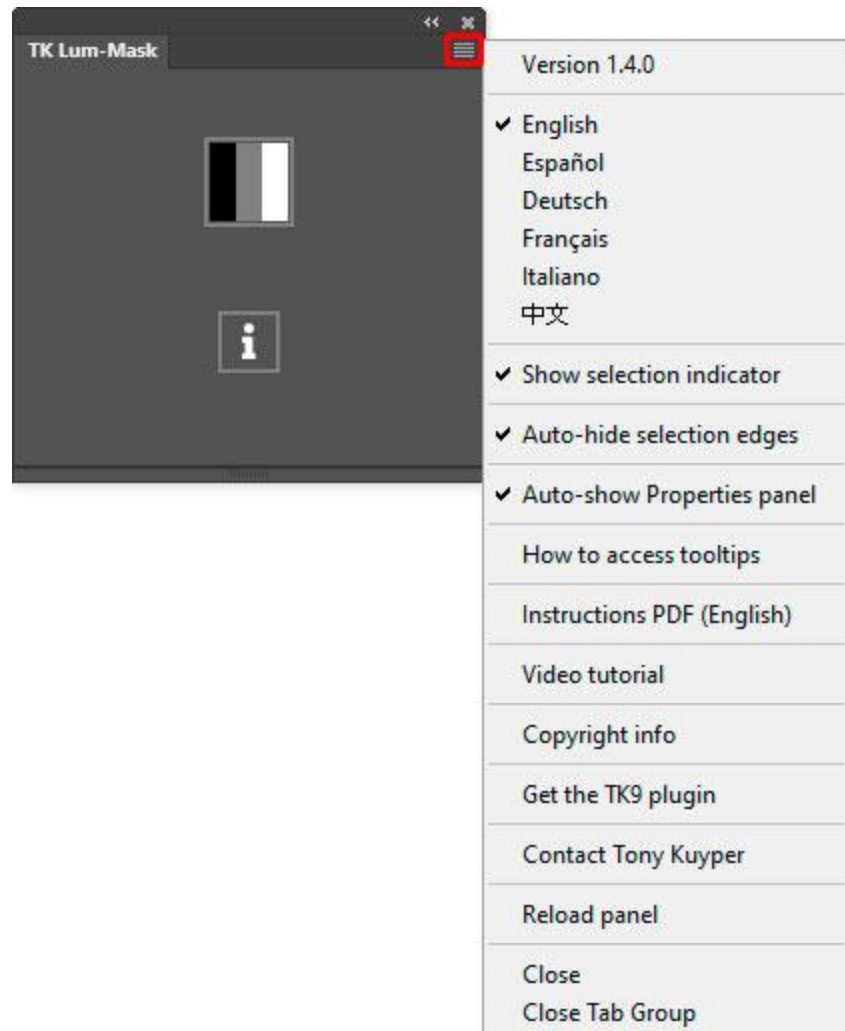 TK Lum-Mask
Version 1.4.0
English
Español
Deutsch
Français
Italiano
中文
Show selection indicator
Auto-hide selection edges
Auto-show Properties panel
How to access tooltips
Instructions PDF (English)
Video tutorial
Copyright info
Get the TK9 plugin
Contact Tony Kuyper
Reload panel
Close
Close Tab Group